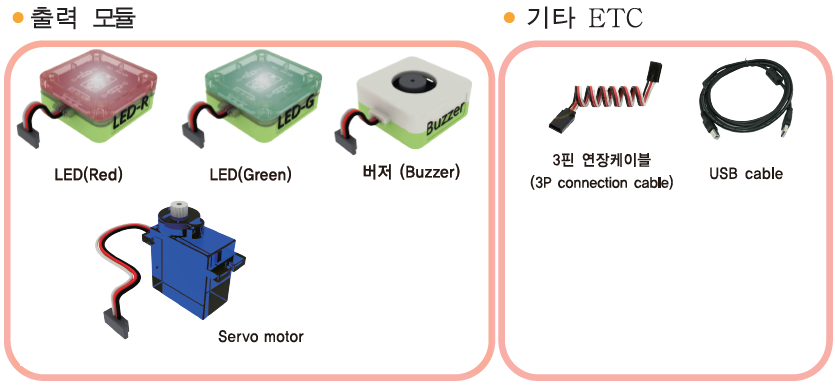 출력 모듈
기타 ETC
LED-R
LED-G
Buzzer
LED(Red)
LED(Green)
버저 (Buzzer)
3핀 연장케이블
(3P connection cable)
USB cable
Servo motor